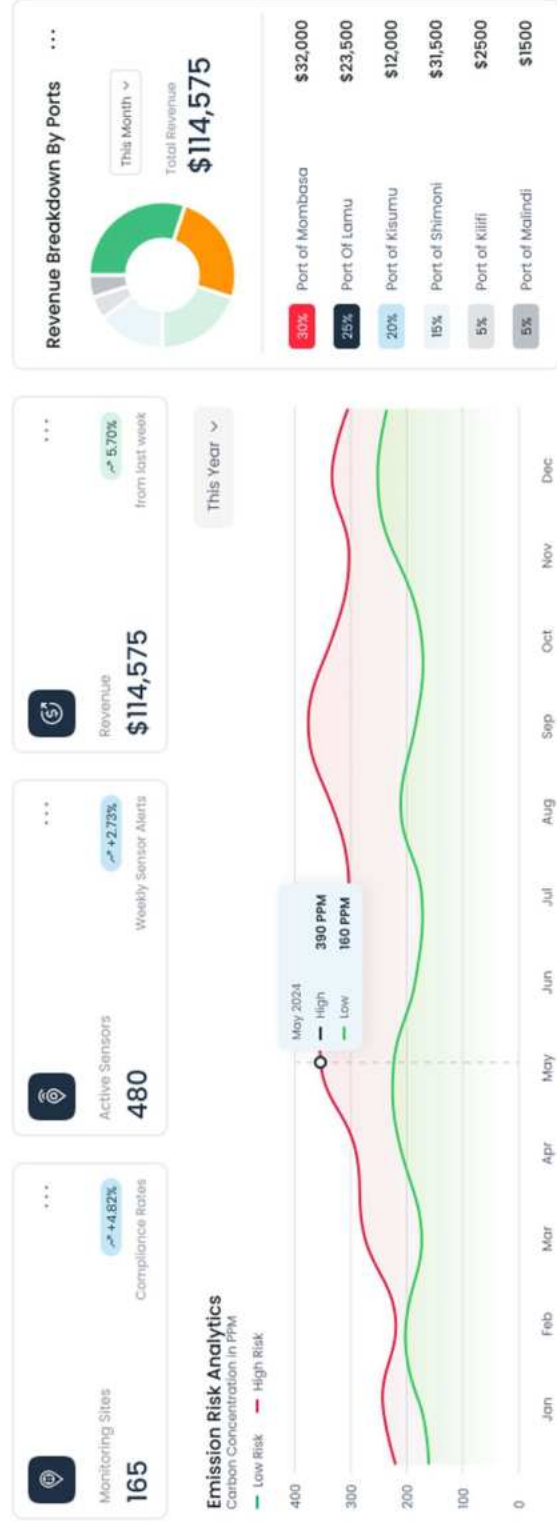 Monitoring Sites
165
+4.82%
Compliance Rates
Active Sensors
480
+2.73%
Weekly Sensor Alerts
Revenue
$114,575
5.70%
from last week
Emission Risk Analytics
Carbon Concentration in PPM
Low Risk
High Risk
This Year
400
300
200
100
0
May 2024
High 390 PPM
Low 160 PPM
Jan Feb Mar Apr May Jun Jul Aug Sep Oct Nov Dec
Revenue Breakdown By Ports
This Month
Total Revenue
$114,575
30% Port of Mombasa $32,000
25% Port Of Lamu $23,500
20% Port of Kisumu $12,000
15% Port of Shimoni $31,500
5% Port of Kilifi $2500
5% Port of Malindi $1500